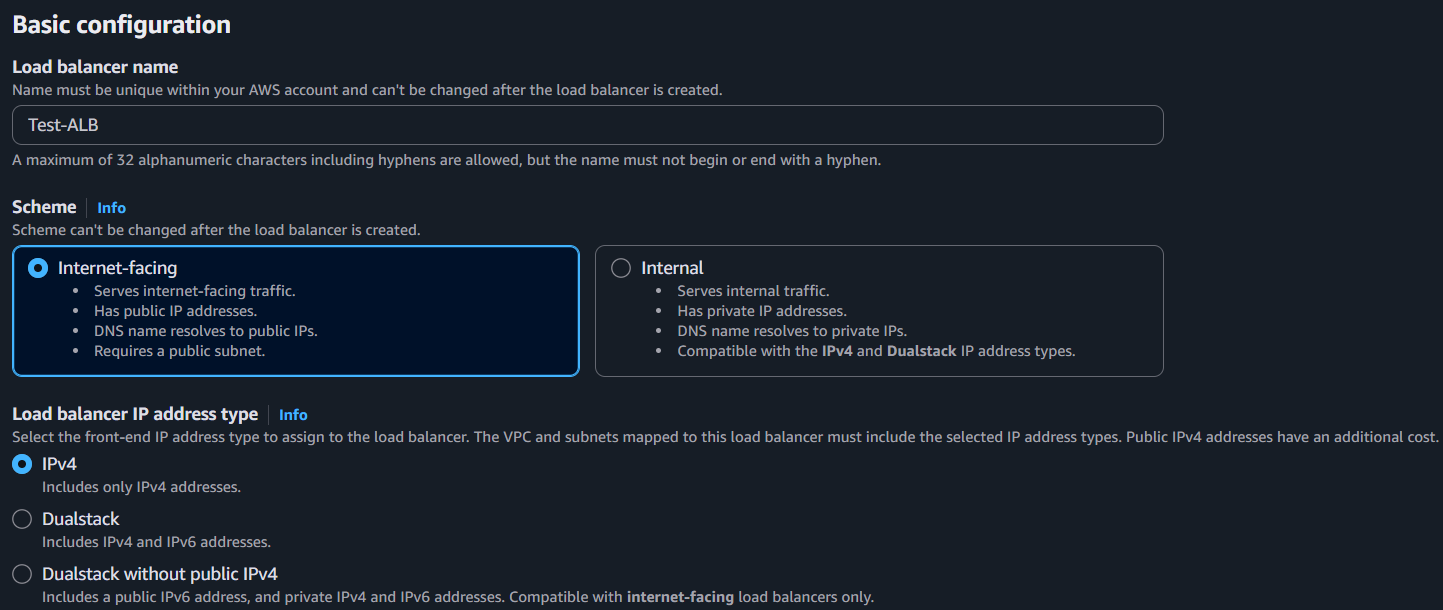 Basic configuration
Load balancer name
Name must be unique within your AWS account and can't be changed after the load balancer is created.
Test-ALB
A maximum of 32 alphanumeric characters including hyphens are allowed, but the name must not begin or end with a hyphen.
Scheme Info
Scheme can't be changed after the load balancer is created.
Internet-facing
• Serves internet-facing traffic.
• Has public IP addresses.
• DNS name resolves to public IPs.
• Requires a public subnet.
Internal
• Serves internal traffic.
• Has private IP addresses.
• DNS name resolves to private IPs.
• Compatible with the IPv4 and Dualstack IP address types.
Load balancer IP address type Info
Select the front-end IP address type to assign to the load balancer. The VPC and subnets mapped to this load balancer must include the selected IP address types. Public IPv4 addresses have an additional cost.
IPv4
Includes only IPv4 addresses.
Dualstack
Includes IPv4 and IPv6 addresses.
Dualstack without public IPv4
Includes a public IPv6 address, and private IPv4 and IPv6 addresses. Compatible with internet-facing load balancers only.